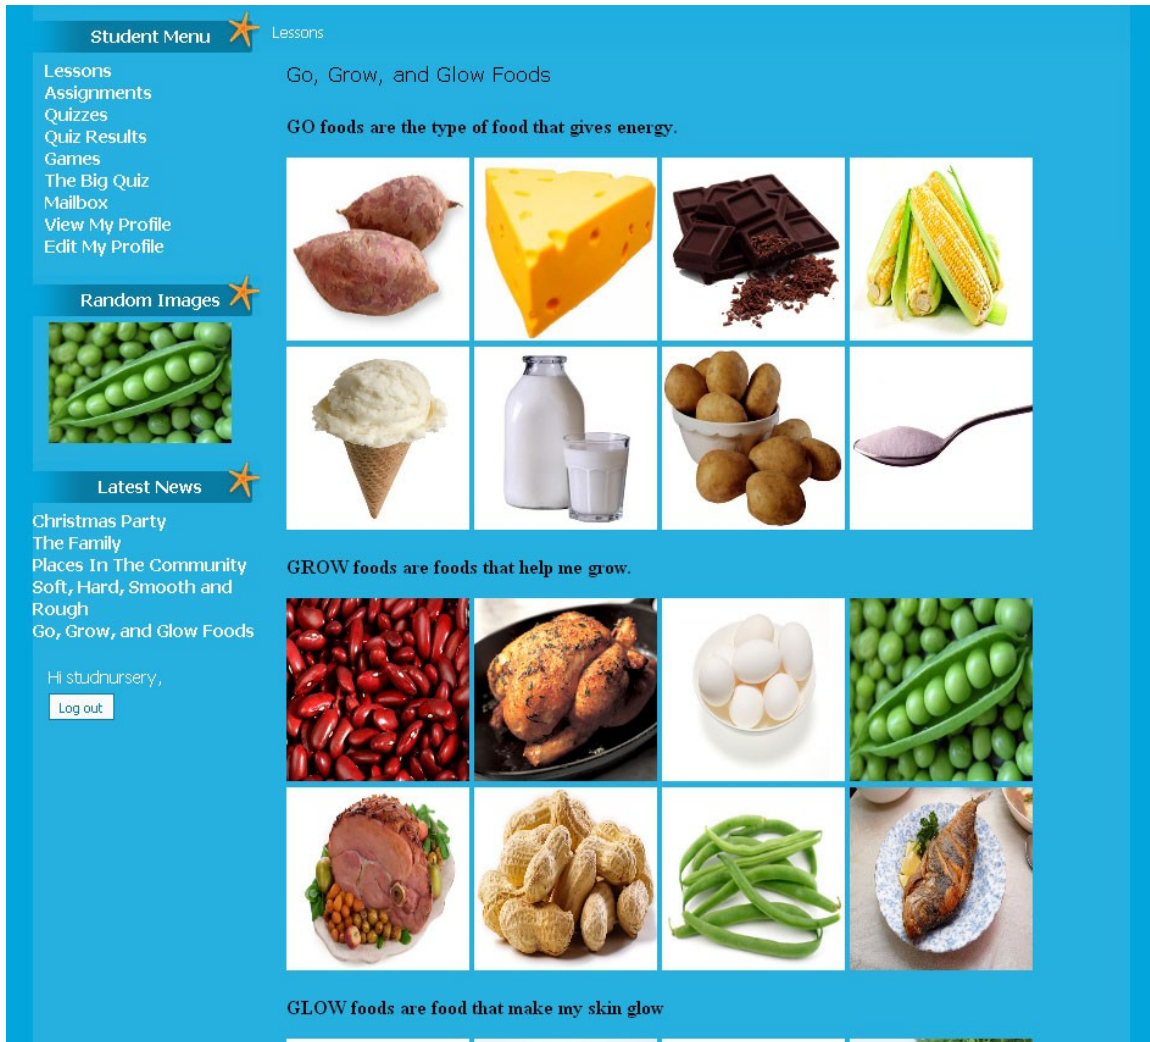 Student Menu
Lessons
Assignments
Quizzes
Quiz Results
Games
The Big Quiz
Mailbox
View My Profile
Edit My Profile
Random Images
Latest News
Christmas Party
The Family
Places In The Community
Soft, Hard, Smooth and
Rough
Go, Grow, and Glow Foods
Hi studnursery,
Log out
Lessons
Go, Grow, and Glow Foods
GO foods are the type of food that gives energy.
GROW foods are foods that help me grow.
GLOW foods are food that make my skin glow